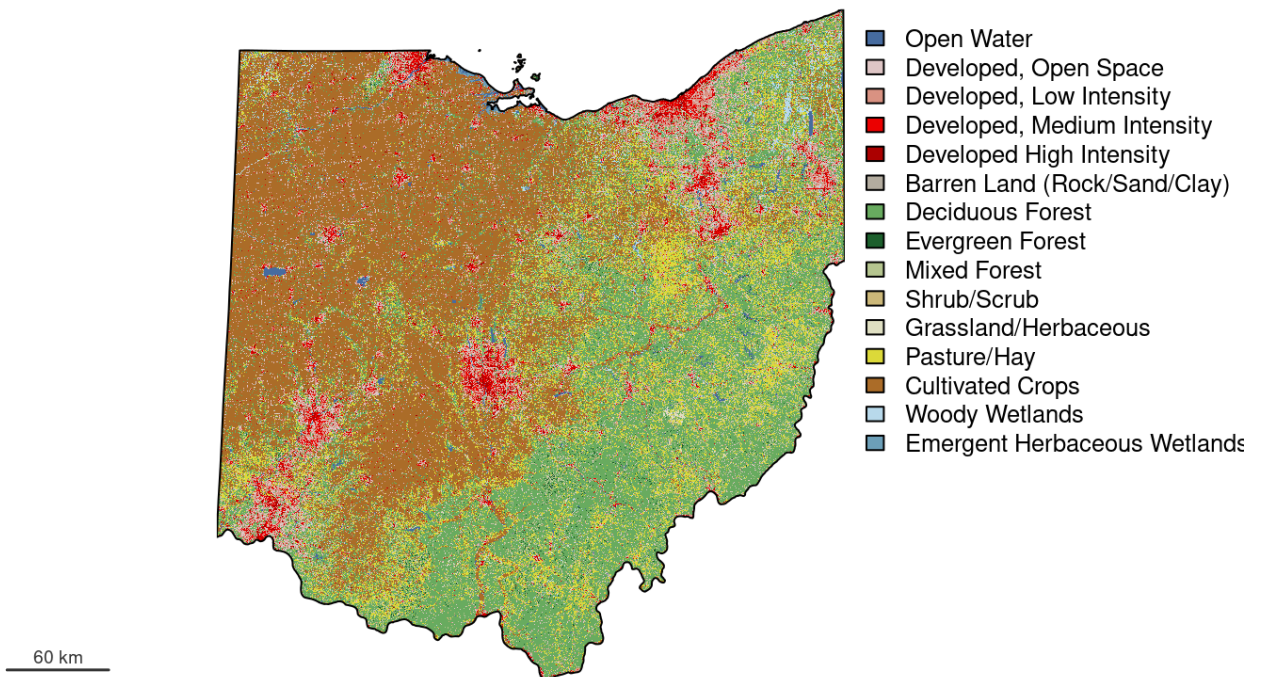 Open Water
Developed, Open Space
Developed, Low Intensity
Developed, Medium Intensity
Developed High Intensity
Barren Land (Rock/Sand/Clay)
Deciduous Forest
Evergreen Forest
Mixed Forest
Shrub/Scrub
Grassland/Herbaceous
Pasture/Hay
Cultivated Crops
Woody Wetlands
Emergent Herbaceous Wetlands
60 km